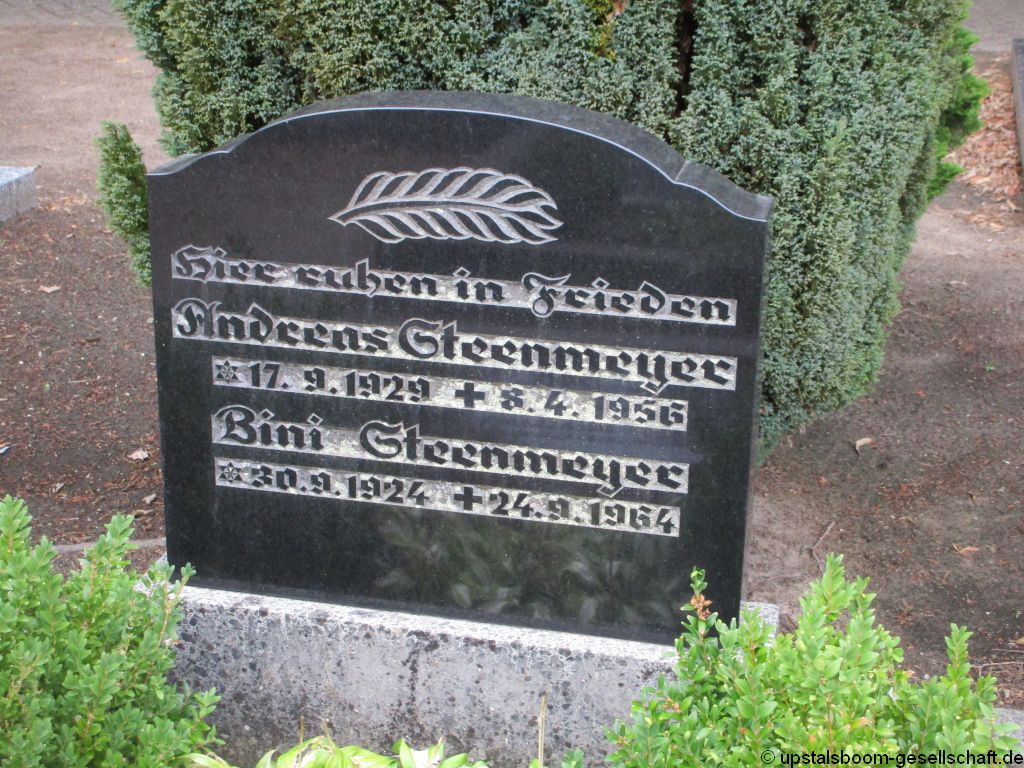 Hier ruhen in Frieden
Andreas Steenmeyer
* 17. 9. 1929 ✝ 8. 4. 1956
Bini Steenmeyer
* 30. 9. 1924 ✝ 24. 9. 1964
© upstalsboom-gesellschaft.de